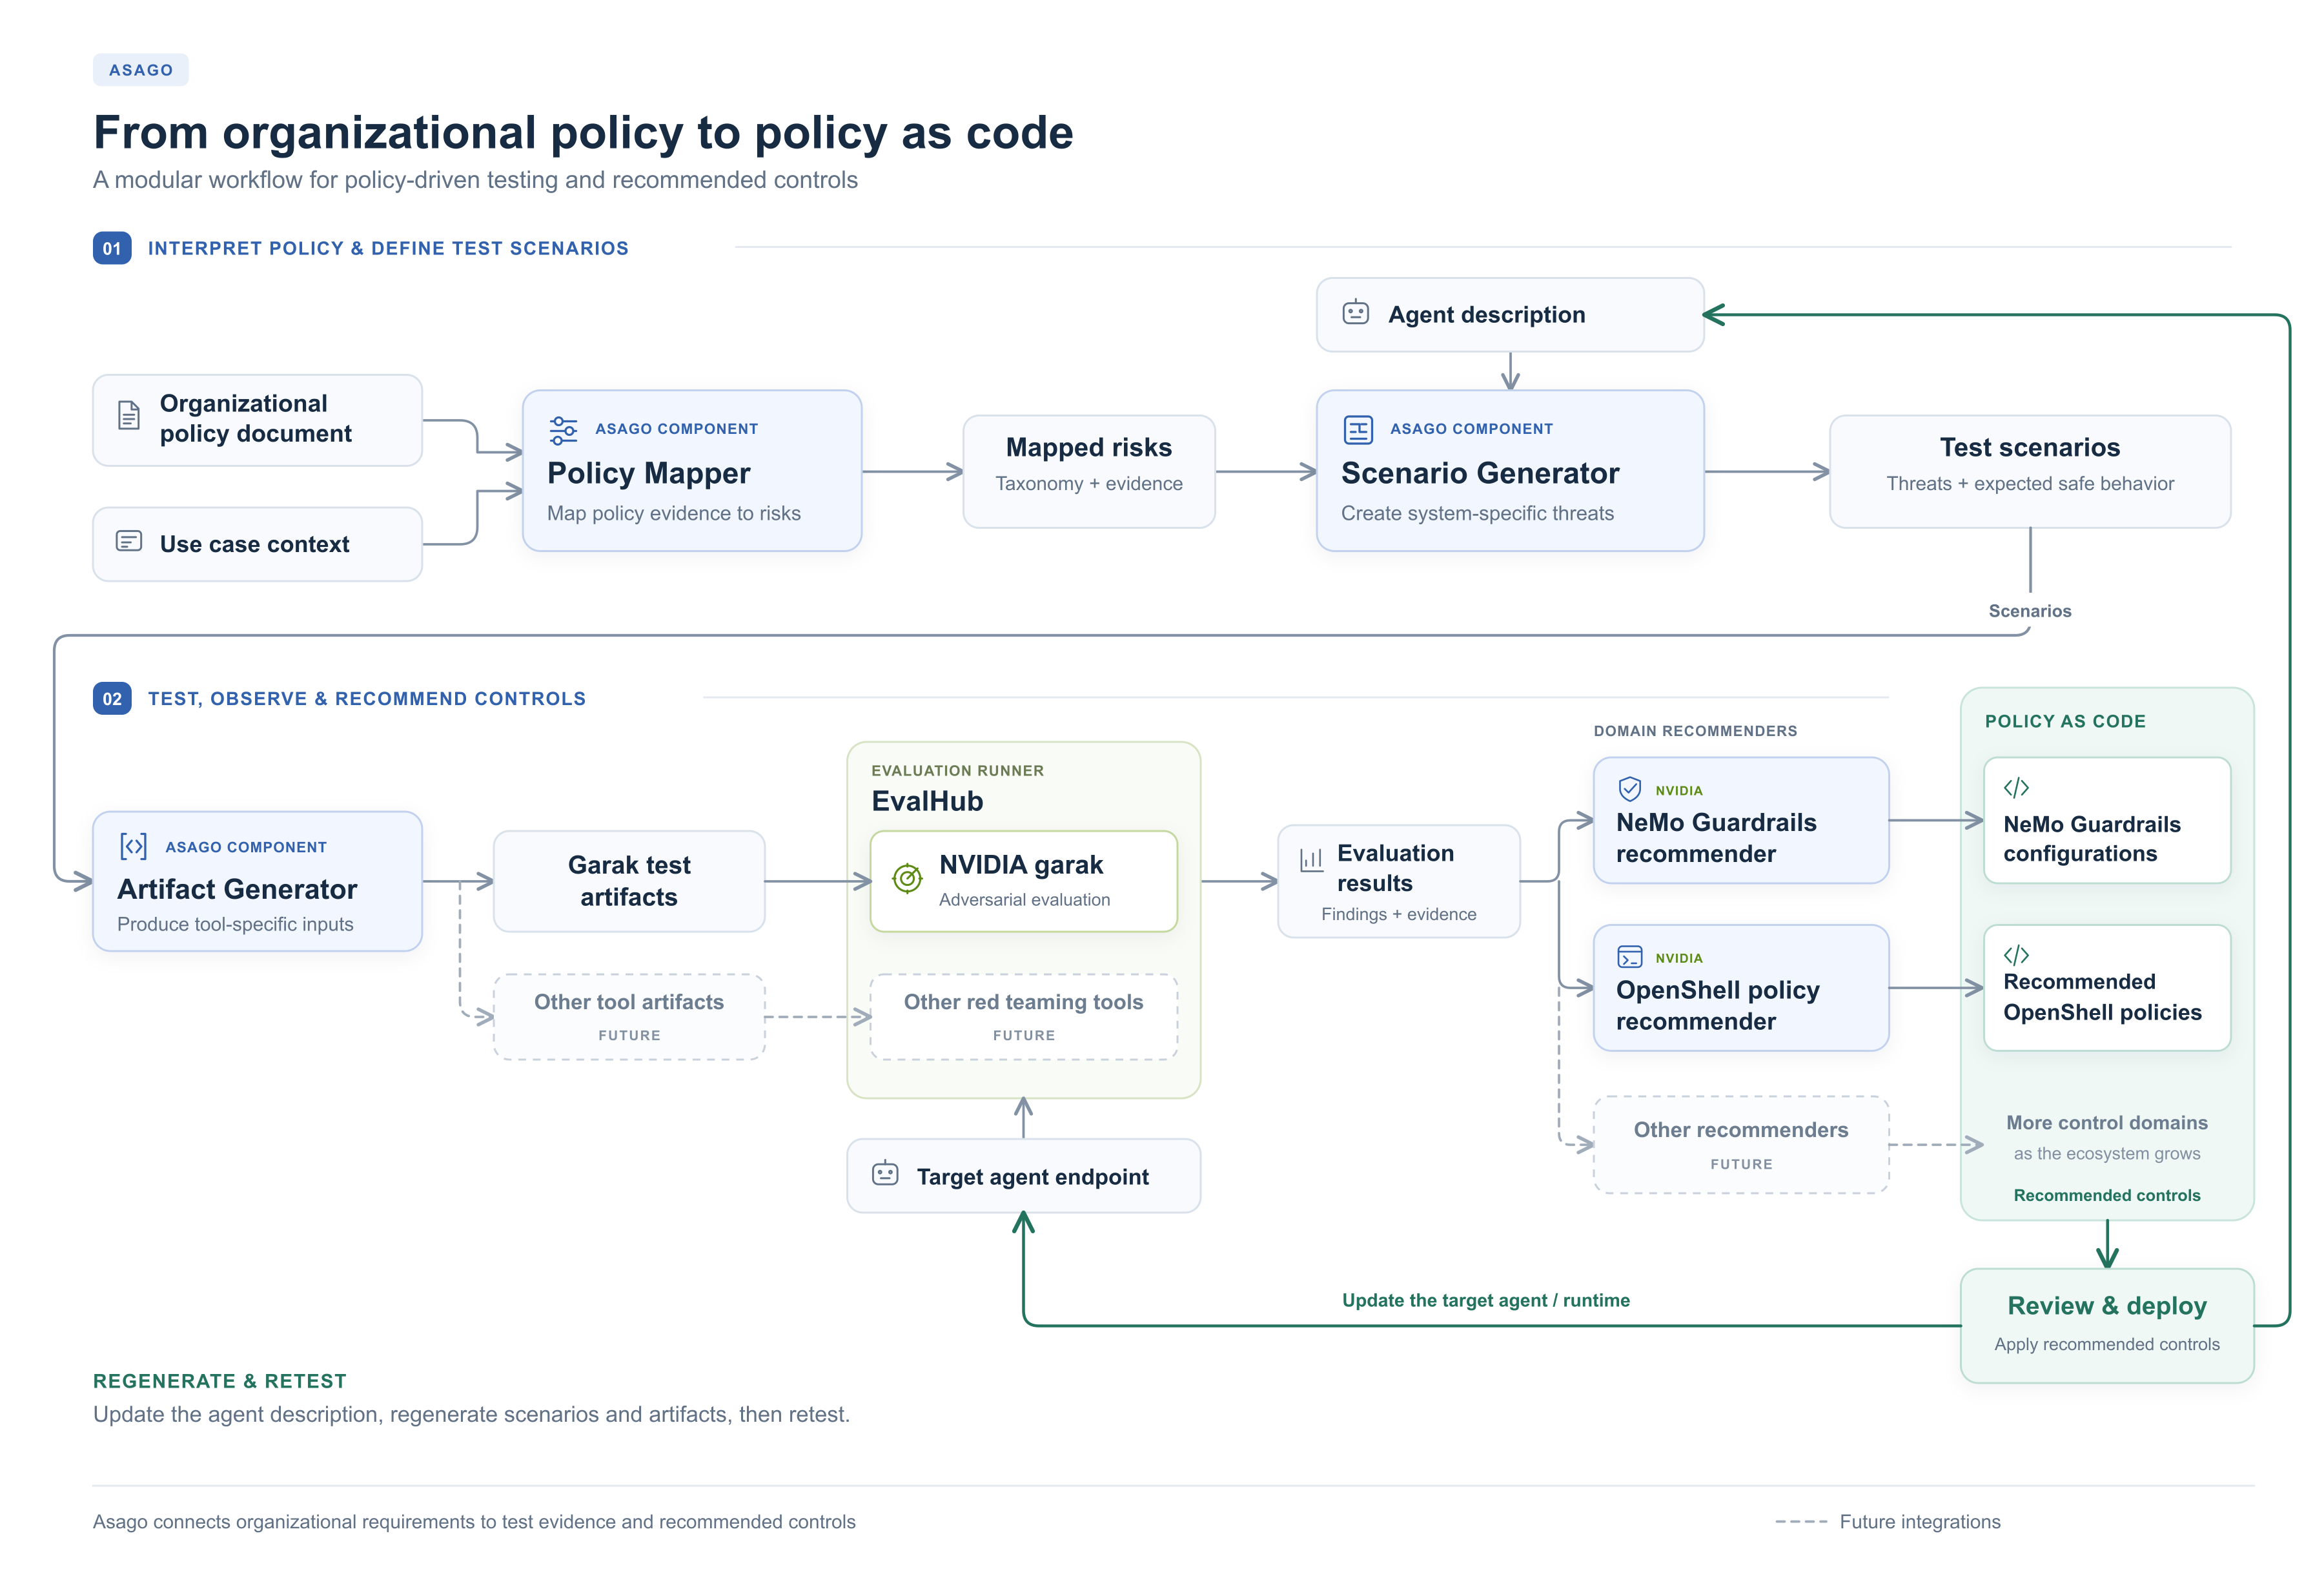 ASAGO
From organizational policy to policy as code
A modular workflow for policy-driven testing and recommended controls
01 INTERPRET POLICY & DEFINE TEST SCENARIOS
Agent description
Organizational
policy document
Use case context
ASAGO COMPONENT
Policy Mapper
Map policy evidence to risks
Mapped risks
Taxonomy + evidence
ASAGO COMPONENT
Scenario Generator
Create system-specific threats
Test scenarios
Threats + expected safe behavior
Scenarios
02 TEST, OBSERVE & RECOMMEND CONTROLS
ASAGO COMPONENT
Artifact Generator
Produce tool-specific inputs
Garak test
artifacts
Other tool artifacts
FUTURE
EVALUATION RUNNER
EvalHub
NVIDIA garak
Adversarial evaluation
Other red teaming tools
FUTURE
Target agent endpoint
Evaluation
results
Findings + evidence
DOMAIN RECOMMENDERS
NVIDIA
NeMo Guardrails
recommender
NVIDIA
OpenShell policy
recommender
Other recommenders
FUTURE
POLICY AS CODE
NeMo Guardrails
configurations
Recommended
OpenShell policies
More control domains
as the ecosystem grows
Recommended controls
Update the target agent / runtime
Review & deploy
Apply recommended controls
REGENERATE & RETEST
Update the agent description, regenerate scenarios and artifacts, then retest.
Asago connects organizational requirements to test evidence and recommended controls
Future integrations